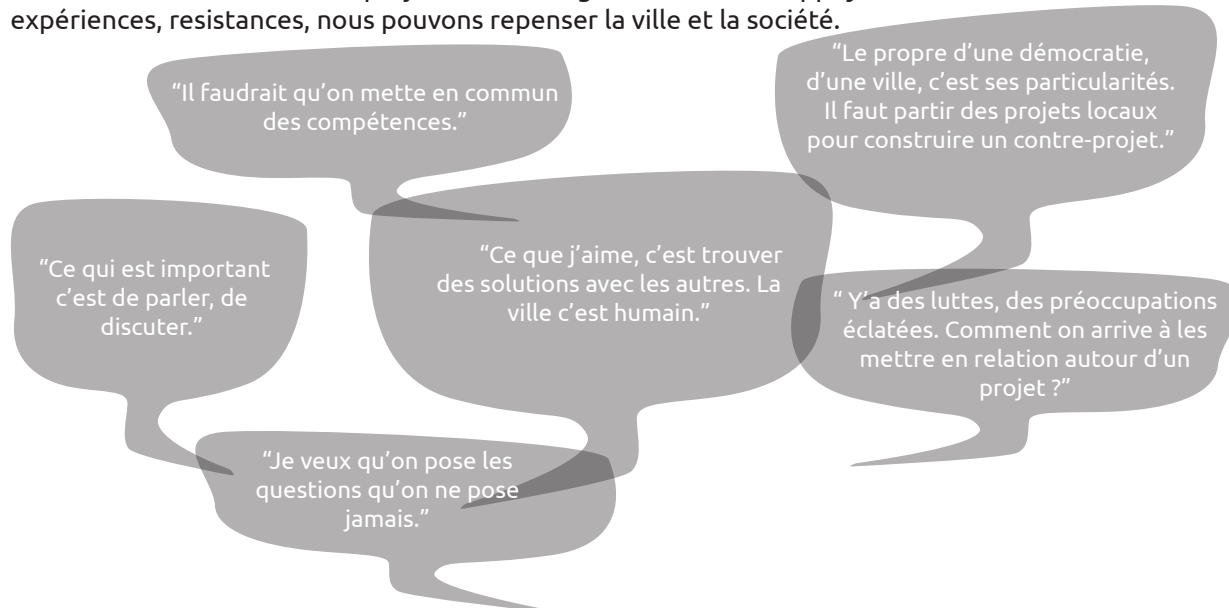 expériences, resistances, nous pouvons repenser la ville et la société.
“Il faudrait qu’on mette en commun
des compétences.”
“Le propre d’une démocratie,
d’une ville, c’est ses particularités.
Il faut partir des projets locaux
pour construire un contre-projet.”
“Ce qui est important
c’est de parler, de
discuter.”
“Ce que j’aime, c’est trouver
des solutions avec les autres. La
ville c’est humain.”
“ Y’a des luttes, des préoccupations
éclatées. Comment on arrive à les
mettre en relation autour d’un
projet ?”
“Je veux qu’on pose les
questions qu’on ne pose
jamais.”